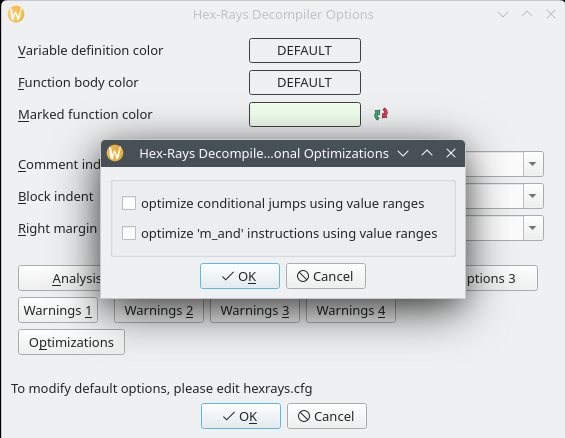 Hex-Rays Decompiler Options
Variable definition color DEFAULT
Function body color DEFAULT
Marked function color
Hex-Rays Decompile...onal Optimizations
Comment ind
optimize conditional jumps using value ranges
Block indent
optimize 'm_and' instructions using value ranges
Right margin
OK Cancel
Analysis ptions 3
Warnings 1 Warnings 2 Warnings 3 Warnings 4
Optimizations
To modify default options, please edit hexrays.cfg
OK Cancel